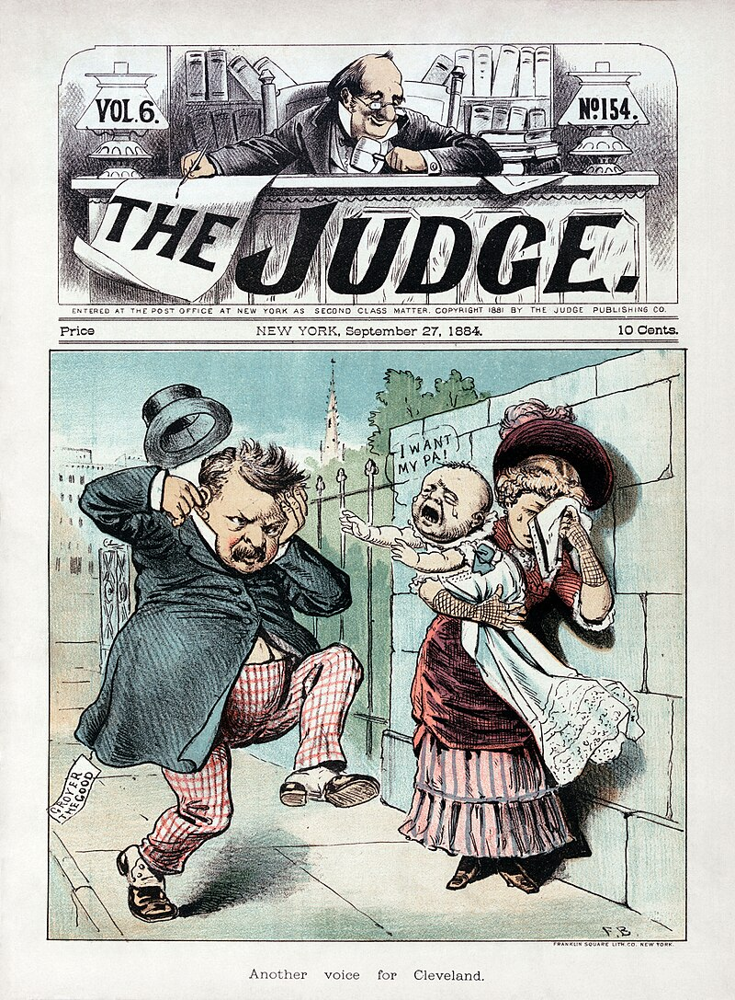 VOL.6.
No154.
THE JUDGE.
ENTERED AT THE POST OFFICE AT NEW YORK AS SECOND CLASS MATTER. COPYRIGHT 1881 BY THE JUDGE PUBLISHING CO.
Price NEW YORK, September 27, 1884. 10 Cents.
I WANT
MY PA!
GROVER
THE GOOD
F.B.
FRANKLIN SQUARE LITH. CO. NEW YORK.
Another voice for Cleveland.